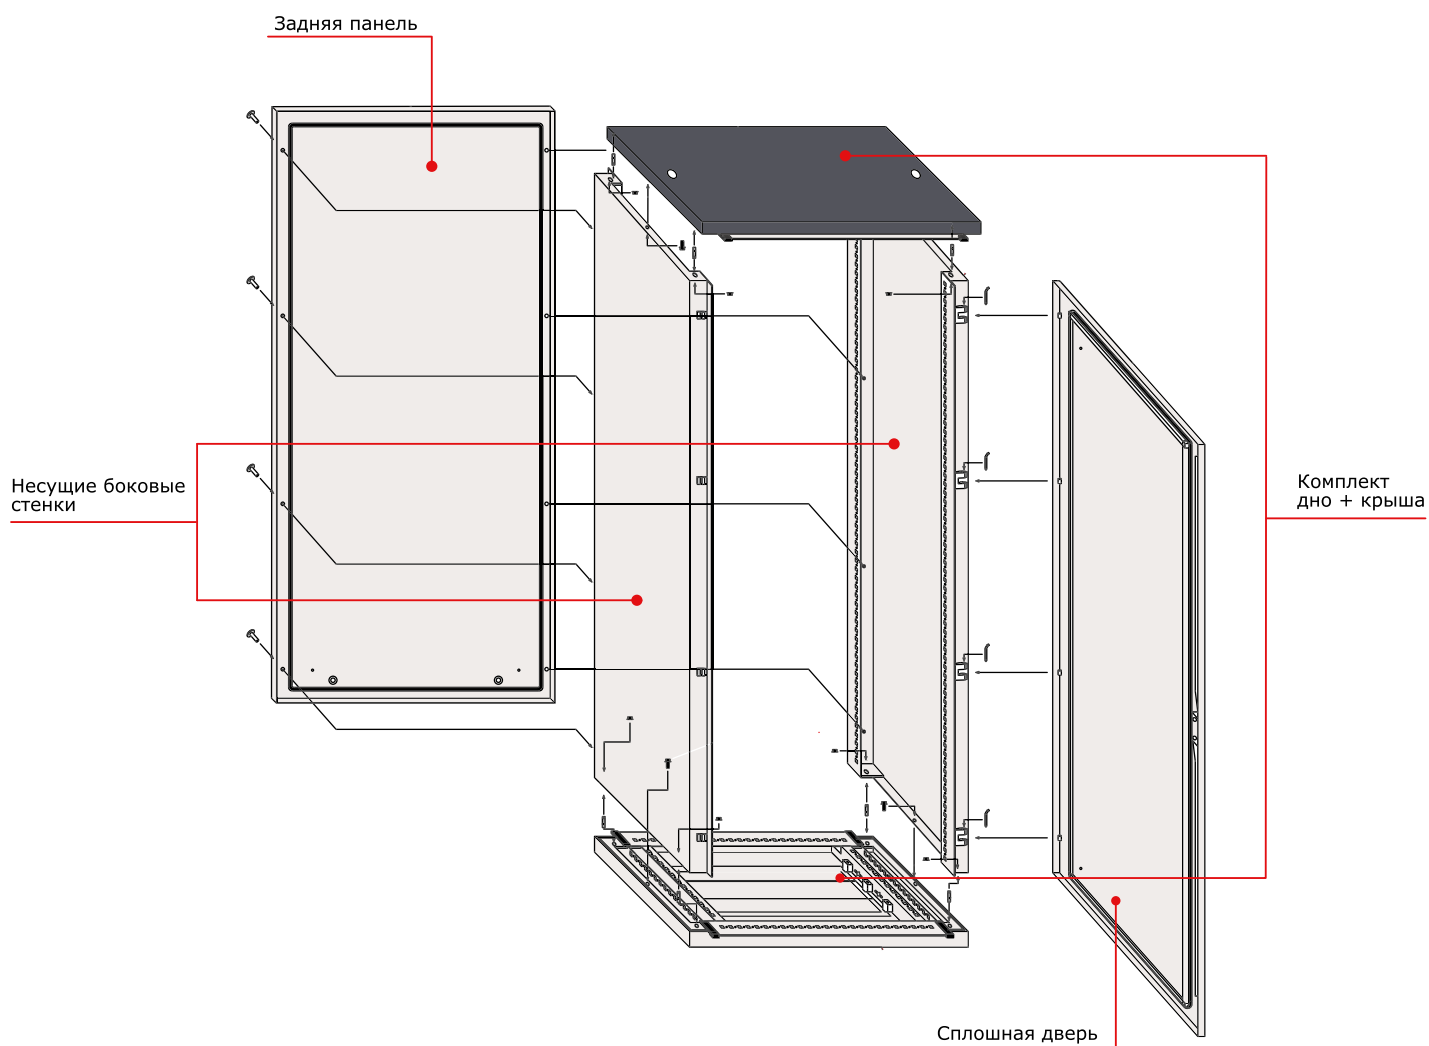 Задняя панель
Несущие боковые
стенки
Комплект
дно + крыша
Сплошная дверь